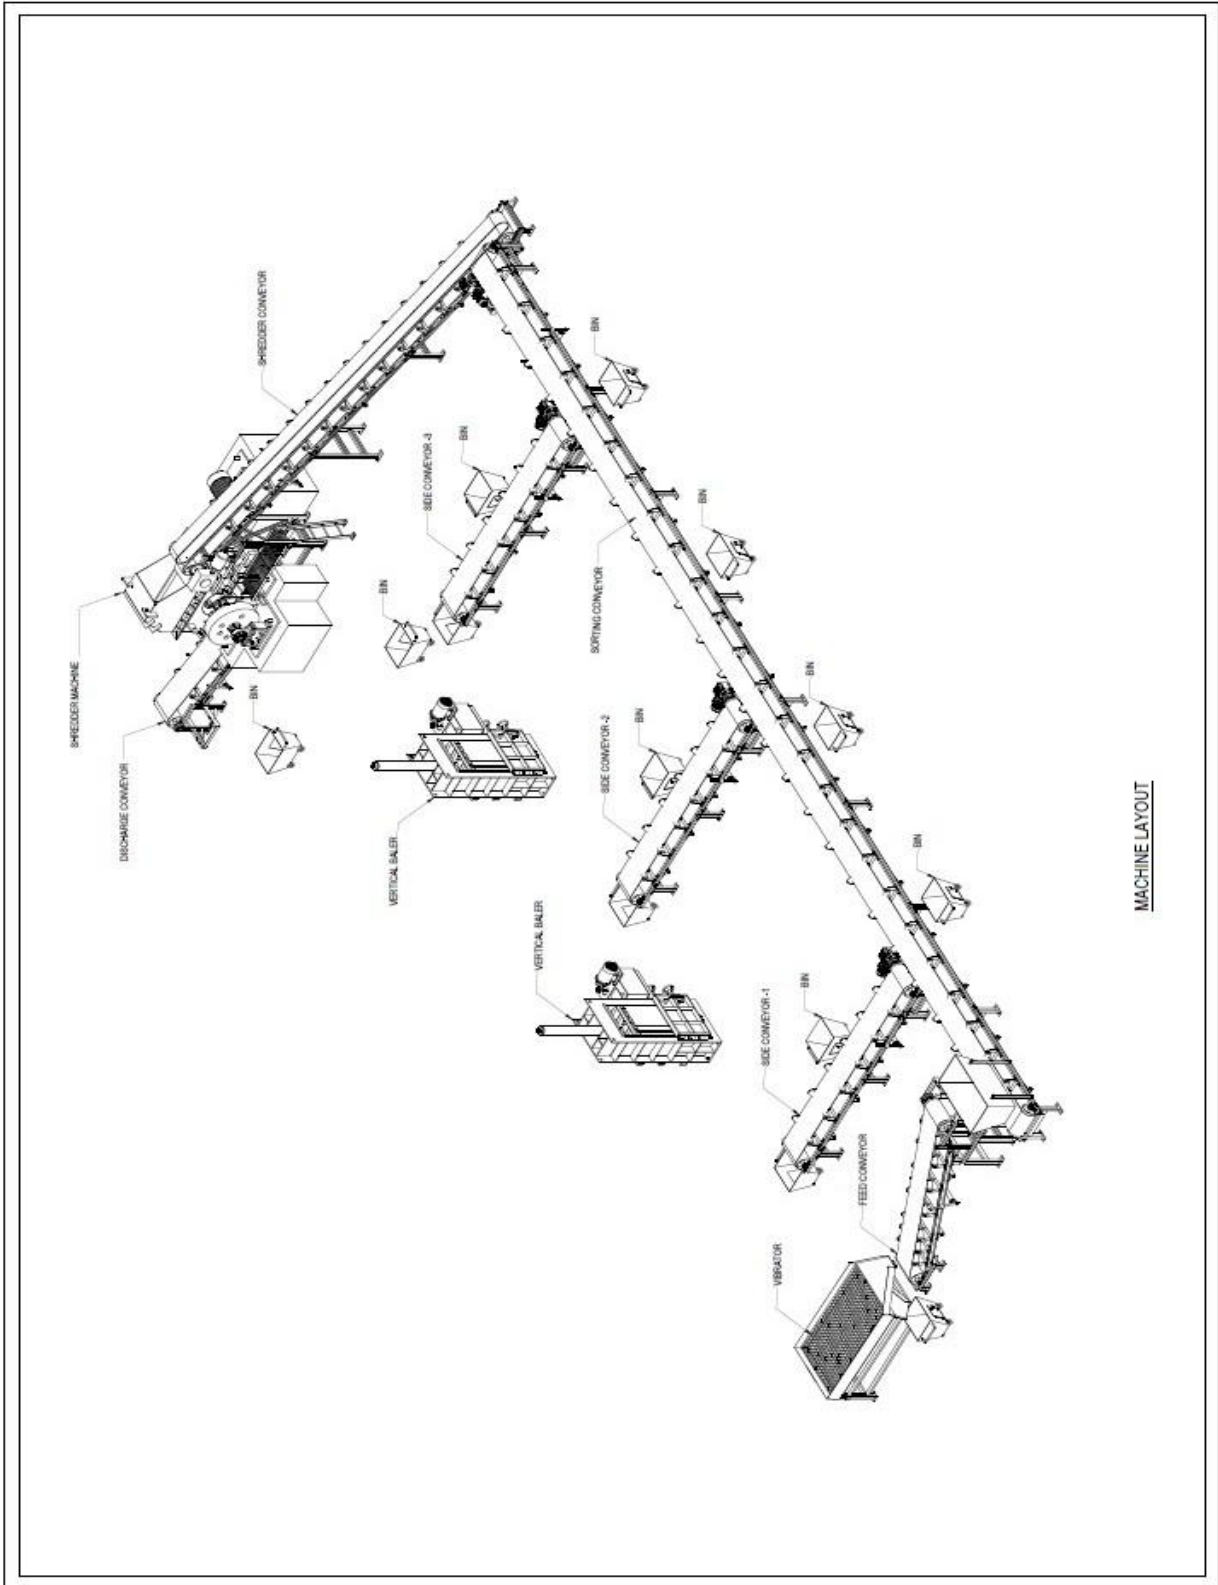 SHREDDER MACHINE
DISCHARGE CONVEYOR
BIN
SHREDDER CONVEYOR
BIN
VERTICAL BALER
SIDE CONVEYOR -3
BIN
VERTICAL BALER
SORTING CONVEYOR
BIN
SIDE CONVEYOR -2
BIN
BIN
SIDE CONVEYOR -1
VIBRATOR
BIN
BIN
FEED CONVEYOR
BIN
MACHINE LAYOUT